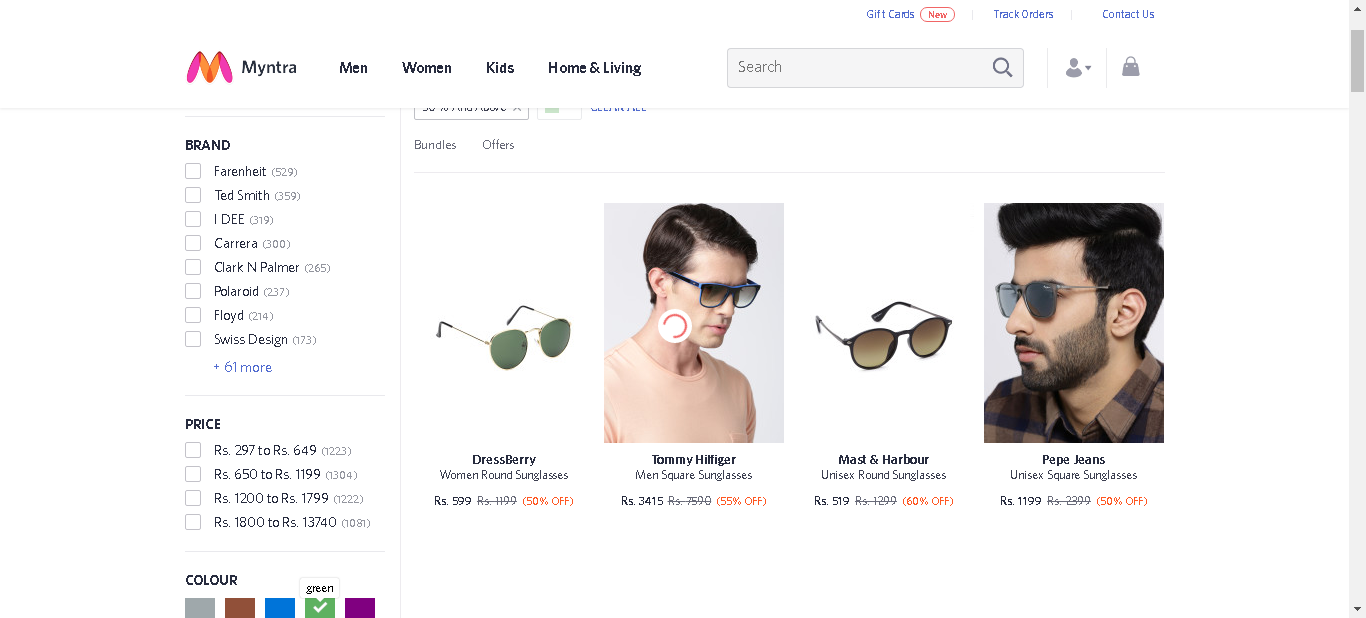 Gift Cards New Track Orders Contact Us
Myntra Men Women Kids Home & Living Search
50 % And Above × CLEAR ALL
Bundles Offers
BRAND
Farenheit (529)
Ted Smith (359)
I DEE (319)
Carrera (300)
Clark N Palmer (265)
Polaroid (237)
Floyd (214)
Swiss Design (173)
+ 61 more
PRICE
Rs. 297 to Rs. 649 (1223)
Rs. 650 to Rs. 1199 (1304)
Rs. 1200 to Rs. 1799 (1222)
Rs. 1800 to Rs. 13740 (1081)
COLOUR
green
DressBerry
Women Round Sunglasses
Rs. 599 Rs. 1199 (50% OFF)
Tommy Hilfiger
Men Square Sunglasses
Rs. 3415 Rs. 7590 (55% OFF)
Mast & Harbour
Unisex Round Sunglasses
Rs. 519 Rs. 1299 (60% OFF)
Pepe Jeans
Unisex Square Sunglasses
Rs. 1199 Rs. 2399 (50% OFF)